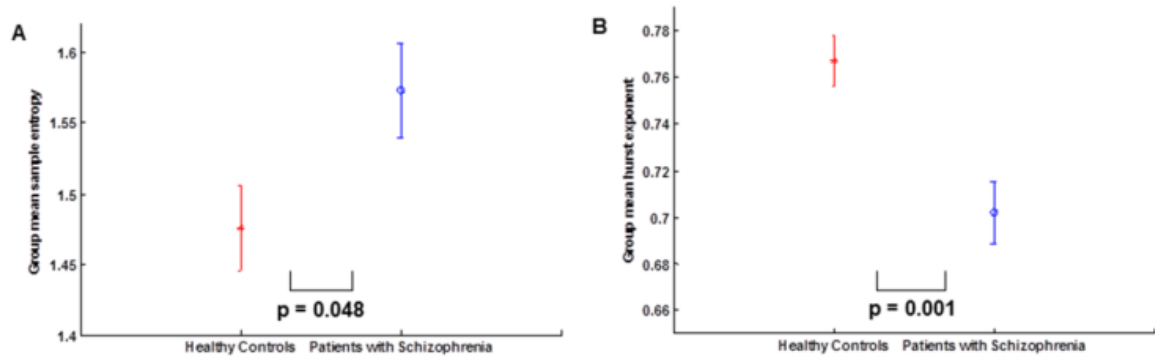 A
Group mean sample entropy
1.6
1.55
1.5
1.45
1.4
p = 0.048
Healthy Controls Patients with Schizophrenia
B
Group mean hurst exponent
0.78
0.76
0.74
0.72
0.7
0.68
0.66
p = 0.001
Healthy Controls Patients with Schizophrenia